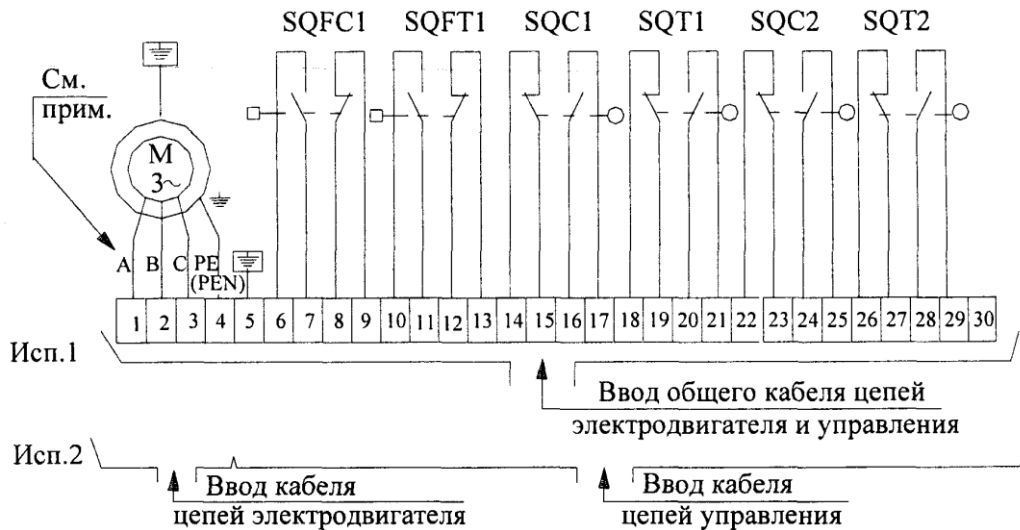 SQFC1 SQFT1 SQC1 SQT1 SQC2 SQT2
См.
прим.
М
3~
А В С РЕ
(PEN)
1 2 3 4 5 6 7 8 9 10 11 12 13 14 15 16 17 18 19 20 21 22 23 24 25 26 27 28 29 30
Исп.1
Ввод общего кабеля цепей
электродвигателя и управления
Исп.2
Ввод кабеля
цепей электродвигателя
Ввод кабеля
цепей управления